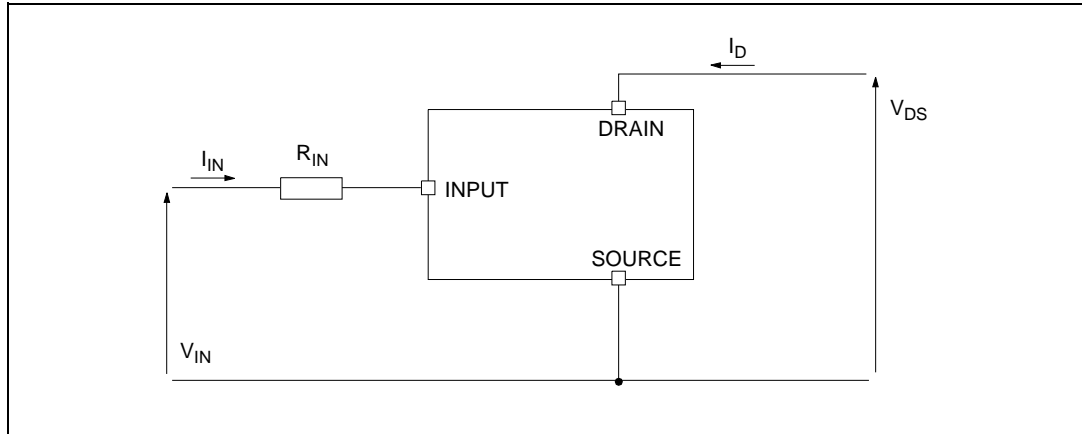 I_D
DRAIN
V_DS
I_IN
R_IN
INPUT
SOURCE
V_IN